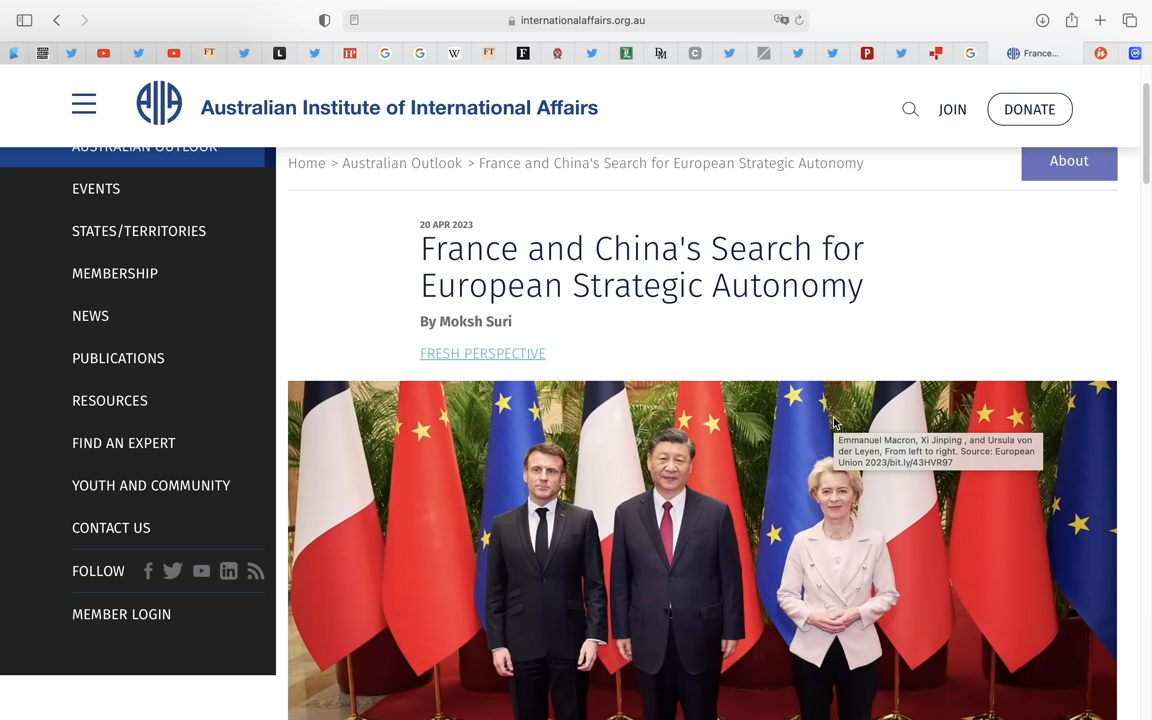 internationalaffairs.org.au
France...
Australian Institute of International Affairs
JOIN
DONATE
AUSTRALIAN OUTLOOK
EVENTS
STATES/TERRITORIES
MEMBERSHIP
NEWS
PUBLICATIONS
RESOURCES
FIND AN EXPERT
YOUTH AND COMMUNITY
CONTACT US
FOLLOW
MEMBER LOGIN
Home > Australian Outlook > France and China's Search for European Strategic Autonomy
About
20 APR 2023
France and China's Search for
European Strategic Autonomy
By Moksh Suri
FRESH PERSPECTIVE
Emmanuel Macron, Xi Jinping , and Ursula von
der Leyen, From left to right. Source: European
Union 2023/bit.ly/43HVR97